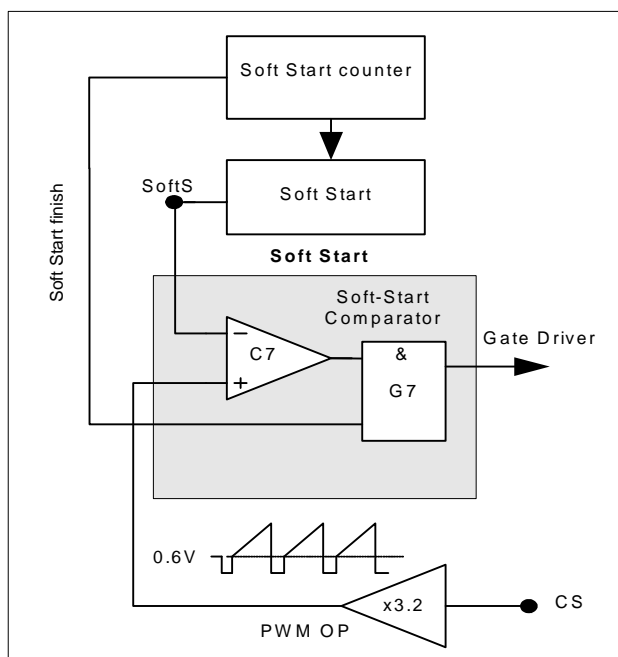 Soft Start counter
SoftS
Soft Start
Soft Start finish
Soft Start
Soft-Start
Comparator
Gate Driver
C7
&
G7
0.6V
x3.2
CS
PWM OP